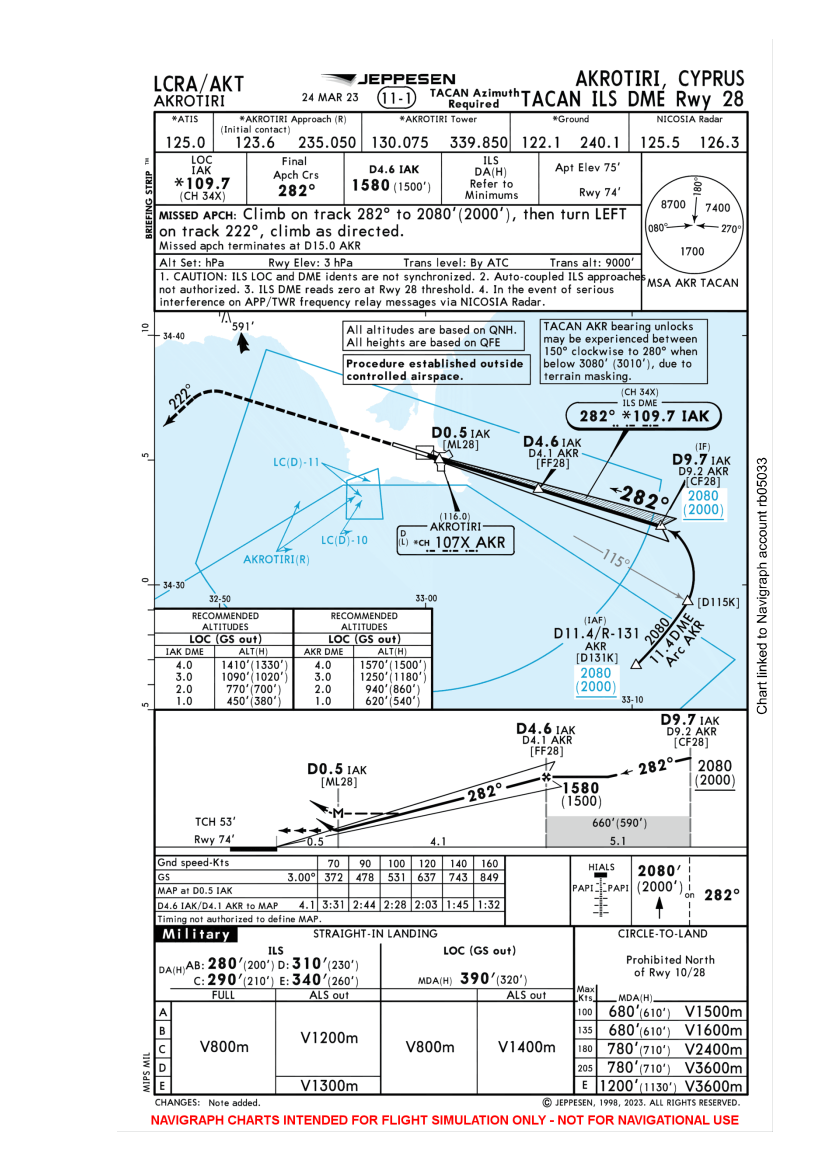 LCRA/AKT
AKROTIRI
24 MAR 23
JEPPESEN
11-1
TACAN Azimuth
Required
AKROTIRI, CYPRUS
TACAN ILS DME Rwy 28
*ATIS
125.0
*AKROTIRI Approach (R)
(Initial contact)
123.6 235.050
*AKROTIRI Tower
130.075 339.850
*Ground
122.1 240.1
NICOSIA Radar
125.5 126.3
BRIEFING STRIP TM
LOC
IAK
*109.7
(CH 34X)
Final
Apch Crs
282°
D4.6 IAK
1580 (1500')
ILS
DA(H)
Refer to
Minimums
Apt Elev 75'
Rwy 74'
MISSED APCH: Climb on track 282° to 2080'(2000'), then turn LEFT
on track 222°, climb as directed.
Missed apch terminates at D15.0 AKR
Alt Set: hPa Rwy Elev: 3 hPa Trans level: By ATC Trans alt: 9000'
1. CAUTION: ILS LOC and DME idents are not synchronized. 2. Auto-coupled ILS approaches
not authorized. 3. ILS DME reads zero at Rwy 28 threshold. 4. In the event of serious
interference on APP/TWR frequency relay messages via NICOSIA Radar.
180°
8700 7400
080° 270°
1700
MSA AKR TACAN
10
34-40
591'
All altitudes are based on QNH.
All heights are based on QFE
Procedure established outside
controlled airspace.
TACAN AKR bearing unlocks
may be experienced between
150° clockwise to 280° when
below 3080' (3010'), due to
terrain masking.
(CH 34X)
ILS DME
282° *109.7 IAK
222°
D0.5 IAK
[ML28]
D4.6 IAK
D4.1 AKR
[FF28]
(IF)
D9.7 IAK
D9.2 AKR
[CF28]
2080
(2000)
5
LC(D)-11
282°
(116.0)
AKROTIRI
D
(L) *CH 107X AKR
LC(D)-10
AKROTIRI(R)
115°
0
34-30
32-50
33-00
[D115K]
2080
11.4 DME
Arc AKR
(IAF)
D11.4/R-131
AKR
[D131K]
2080
(2000)
33-10
5
RECOMMENDED
ALTITUDES
LOC (GS out)
IAK DME ALT(H)
4.0 1410'(1330')
3.0 1090'(1020')
2.0 770'(700')
1.0 450'(380')
RECOMMENDED
ALTITUDES
LOC (GS out)
AKR DME ALT(H)
4.0 1570'(1500')
3.0 1250'(1180')
2.0 940'(860')
1.0 620'(540')
D0.5 IAK
[ML28]
D4.6 IAK
D4.1 AKR
[FF28]
D9.7 IAK
D9.2 AKR
[CF28]
282°
2080
(2000)
282°
1580
(1500)
M
TCH 53'
Rwy 74'
660'(590')
0.5 4.1 5.1
Gnd speed-Kts 70 90 100 120 140 160
GS 3.00° 372 478 531 637 743 849
MAP at D0.5 IAK
D4.6 IAK/D4.1 AKR to MAP 4.1 3:31 2:44 2:28 2:03 1:45 1:32
Timing not authorized to define MAP.
HIALS
PAPI PAPI
2080'
(2000')
on 282°
Military
STRAIGHT-IN LANDING
CIRCLE-TO-LAND
ILS
DA(H) AB: 280'(200') D: 310'(230')
C: 290'(210') E: 340'(260')
FULL ALS out
LOC (GS out)
MDA(H) 390'(320')
ALS out
Prohibited North
of Rwy 10/28
Max
Kts. MDA(H)
A
B
C
D
E
V800m
V1200m
V1300m
V800m
V1400m
100 680'(610') V1500m
135 680'(610') V1600m
180 780'(710') V2400m
205 780'(710') V3600m
E 1200'(1130') V3600m
MIPS MIL
CHANGES: Note added.
© JEPPESEN, 1998, 2023. ALL RIGHTS RESERVED.
Chart linked to Navigraph account rb05033
NAVIGRAPH CHARTS INTENDED FOR FLIGHT SIMULATION ONLY - NOT FOR NAVIGATIONAL USE